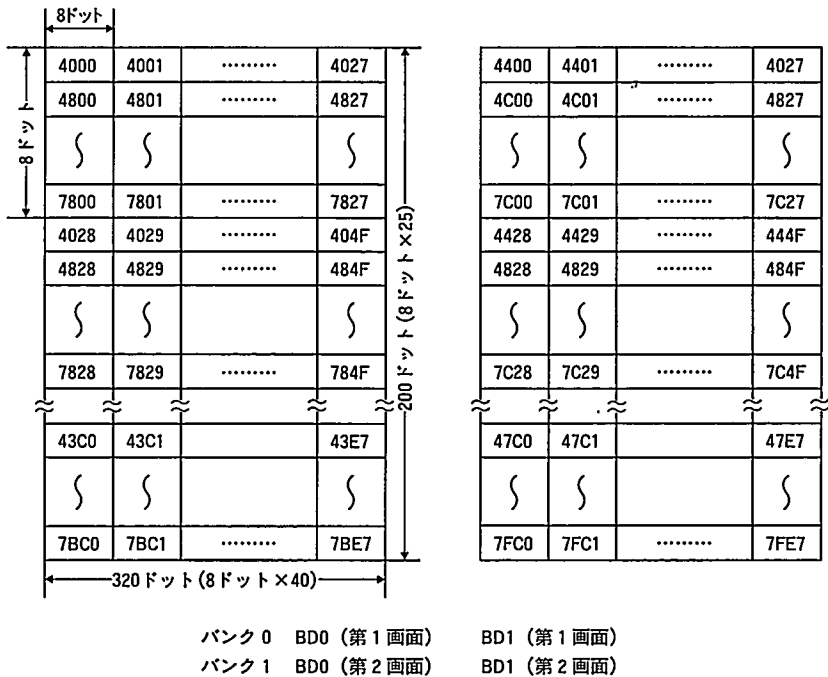 8ドット
4000 4001 ……… 4027 4400 4401 ……… 4027
4800 4801 ……… 4827 4C00 4C01 ……… 4827
8ドット
7800 7801 ……… 7827 7C00 7C01 ……… 7C27
4028 4029 ……… 404F 4428 4429 ……… 444F
4828 4829 ……… 484F 4828 4829 ……… 484F
200ドット(8ドット×25)
7828 7829 ……… 784F 7C28 7C29 ……… 7C4F
43C0 43C1 43E7 47C0 47C1 47E7
7BC0 7BC1 ……… 7BE7 7FC0 7FC1 ……… 7FE7
320ドット(8ドット×40)
バンク0 BD0 (第1画面) BD1 (第1画面)
バンク1 BD0 (第2画面) BD1 (第2画面)